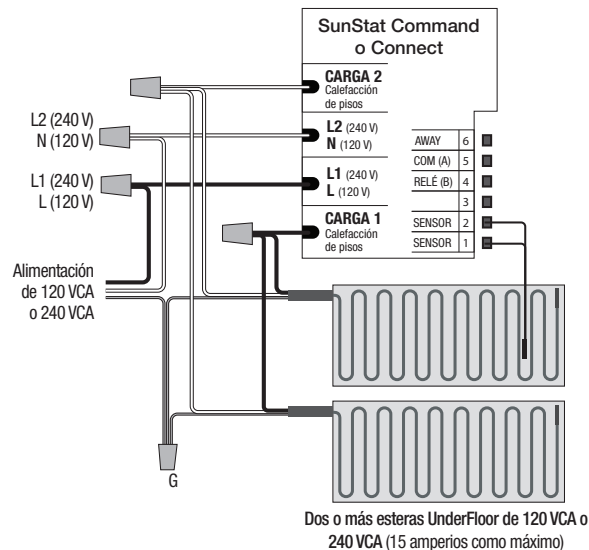 SunStat Command
o Connect
CARGA 2
Calefacción
de pisos
L2 (240 V)
N (120 V)
L2 (240 V)
N (120 V)
L1 (240 V)
L (120 V)
L1 (240 V)
L (120 V)
CARGA 1
Calefacción
de pisos
AWAY 6
COM (A) 5
RELÉ (B) 4
3
SENSOR 2
SENSOR 1
Alimentación
de 120 VCA
o 240 VCA
G
Dos o más esteras UnderFloor de 120 VCA o
240 VCA (15 amperios como máximo)